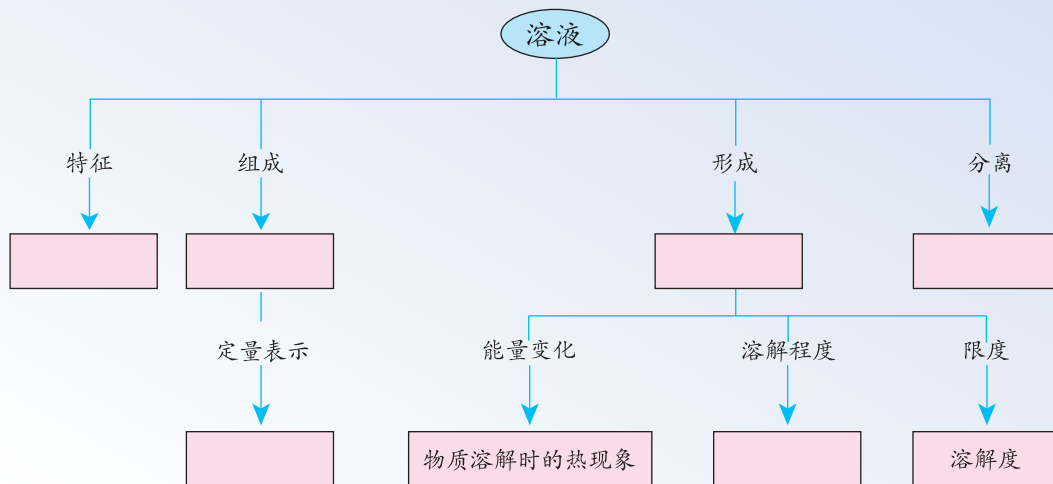 溶液
特征
组成
形成
分离
定量表示
能量变化
溶解程度
限度
物质溶解时的热现象
溶解度